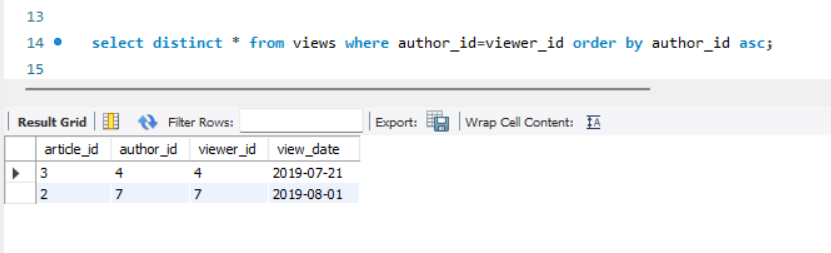 13
14 select distinct * from views where author_id=viewer_id order by author_id asc;
15
Result Grid Filter Rows: Export: Wrap Cell Content: IA
article_id author_id viewer_id view_date
3 4 4 2019-07-21
2 7 7 2019-08-01